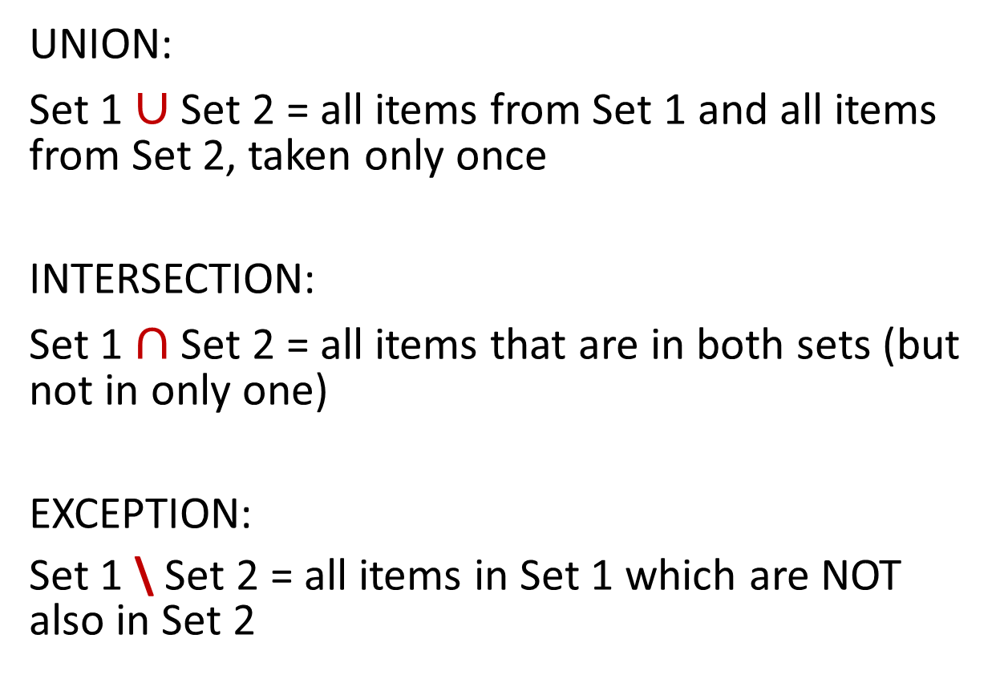 UNION:
Set 1 ∪ Set 2 = all items from Set 1 and all items
from Set 2, taken only once
INTERSECTION:
Set 1 ∩ Set 2 = all items that are in both sets (but
not in only one)
EXCEPTION:
Set 1 \ Set 2 = all items in Set 1 which are NOT
also in Set 2